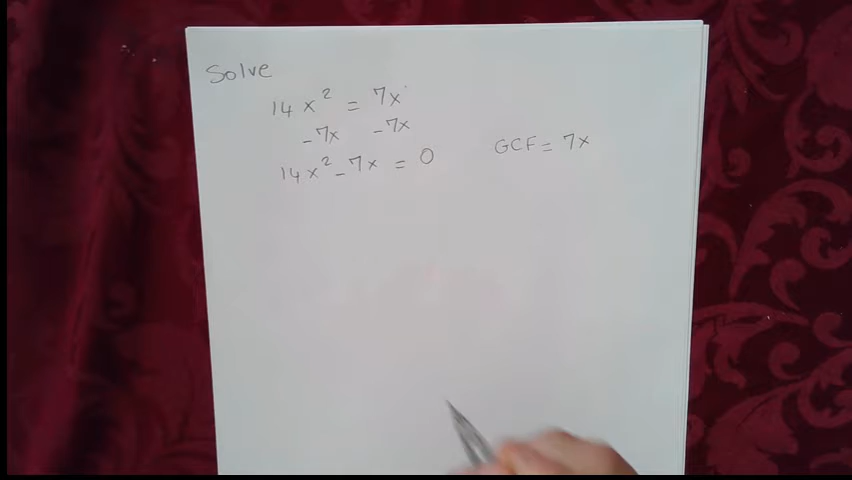 Solve
14x² = 7x
-7x -7x
14x² - 7x = 0
GCF = 7x